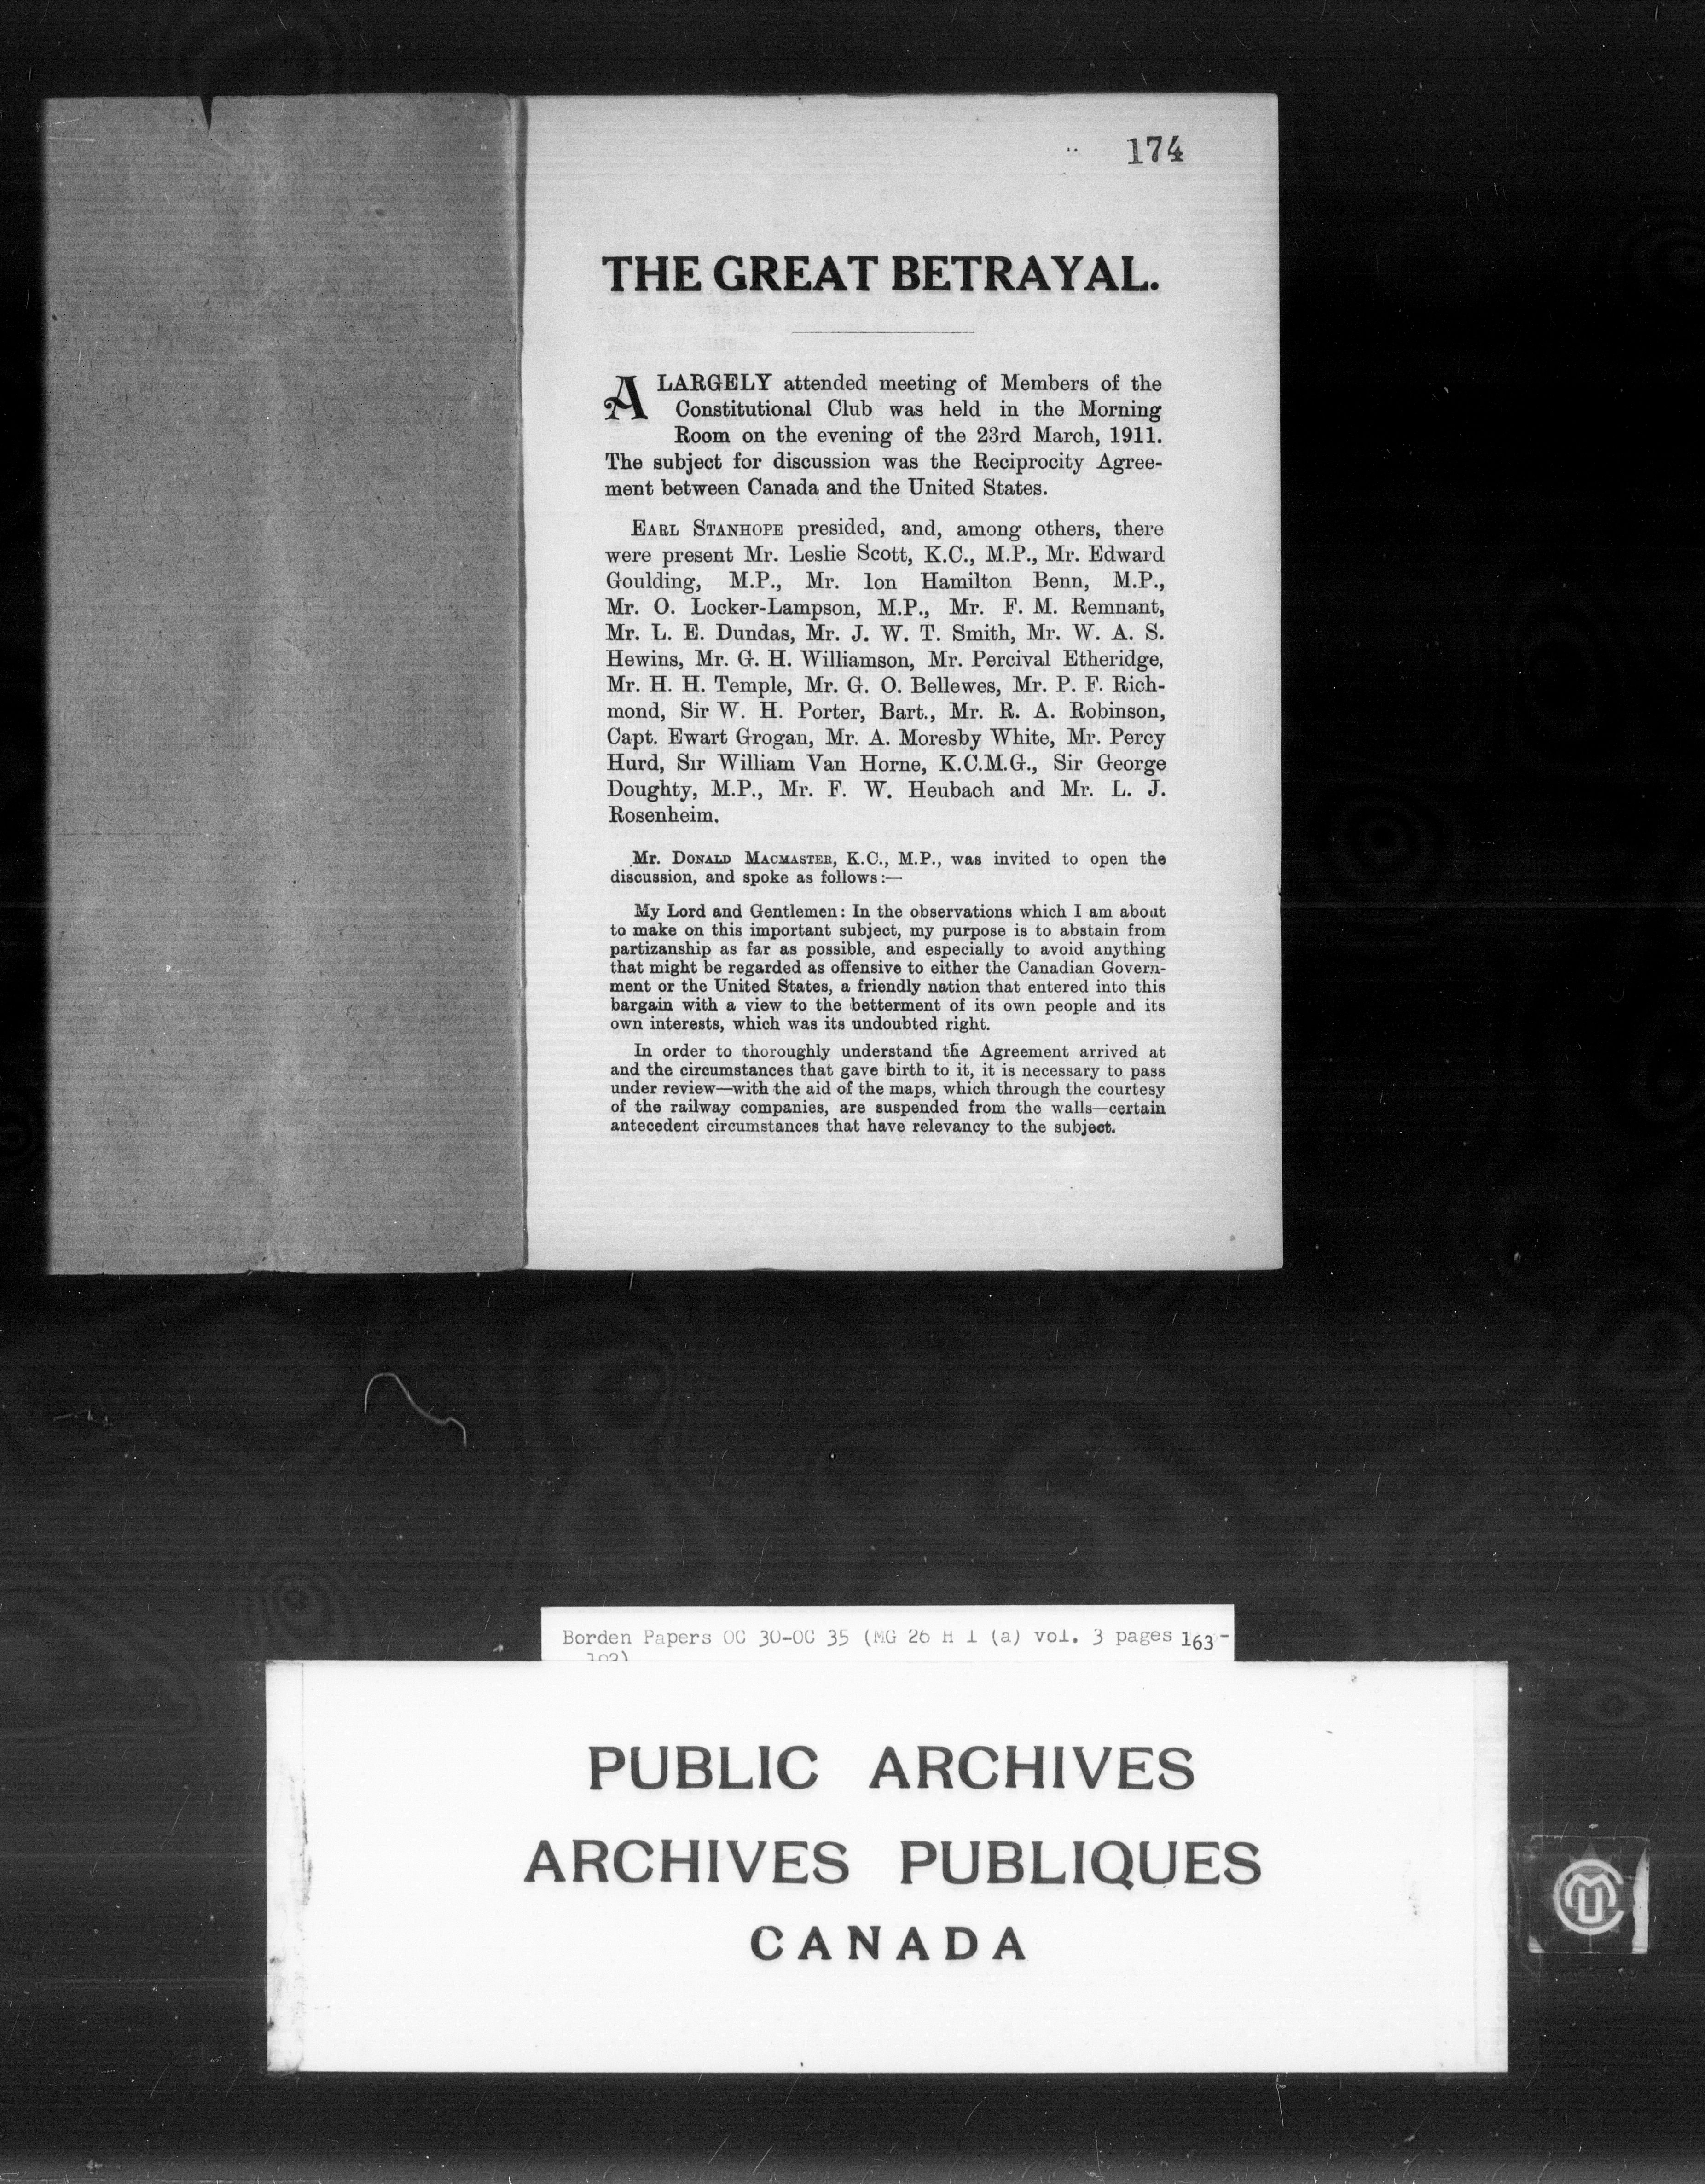 174
THE GREAT BETRAYAL.
A LARGELY attended meeting of Members of the
Constitutional Club was held in the Morning
Room on the evening of the 23rd March, 1911.
The subject for discussion was the Reciprocity Agree-
ment between Canada and the United States.
EARL STANHOPE presided, and, among others, there
were present Mr. Leslie Scott, K.C., M.P., Mr. Edward
Goulding, M.P., Mr. Ion Hamilton Benn, M.P.,
Mr. O. Locker-Lampson, M.P., Mr. F. M. Remnant,
Mr. L. E. Dundas, Mr. J. W. T. Smith, Mr. W. A. S.
Hewins, Mr. G. H. Williamson, Mr. Percival Etheridge,
Mr. H. H. Temple, Mr. G. O. Bellewes, Mr. P. F. Rich-
mond, Sir W. H. Porter, Bart., Mr. R. A. Robinson,
Capt. Ewart Grogan, Mr. A. Moresby White, Mr. Percy
Hurd, Sir William Van Horne, K.C.M.G., Sir George
Doughty, M.P., Mr. F. W. Heubach and Mr. L. J.
Rosenheim.
Mr. DONALD MACMASTER, K.C., M.P., was invited to open the
discussion, and spoke as follows:—
My Lord and Gentlemen: In the observations which I am about
to make on this important subject, my purpose is to abstain from
partizanship as far as possible, and especially to avoid anything
that might be regarded as offensive to either the Canadian Govern-
ment or the United States, a friendly nation that entered into this
bargain with a view to the betterment of its own people and its
own interests, which was its undoubted right.
In order to thoroughly understand the Agreement arrived at
and the circumstances that gave birth to it, it is necessary to pass
under review—with the aid of the maps, which through the courtesy
of the railway companies, are suspended from the walls—certain
antecedent circumstances that have relevancy to the subject.
Borden Papers OC 30-OC 35 (MG 26 H 1 (a) vol. 3 pages 163-
PUBLIC ARCHIVES
ARCHIVES PUBLIQUES
CANADA